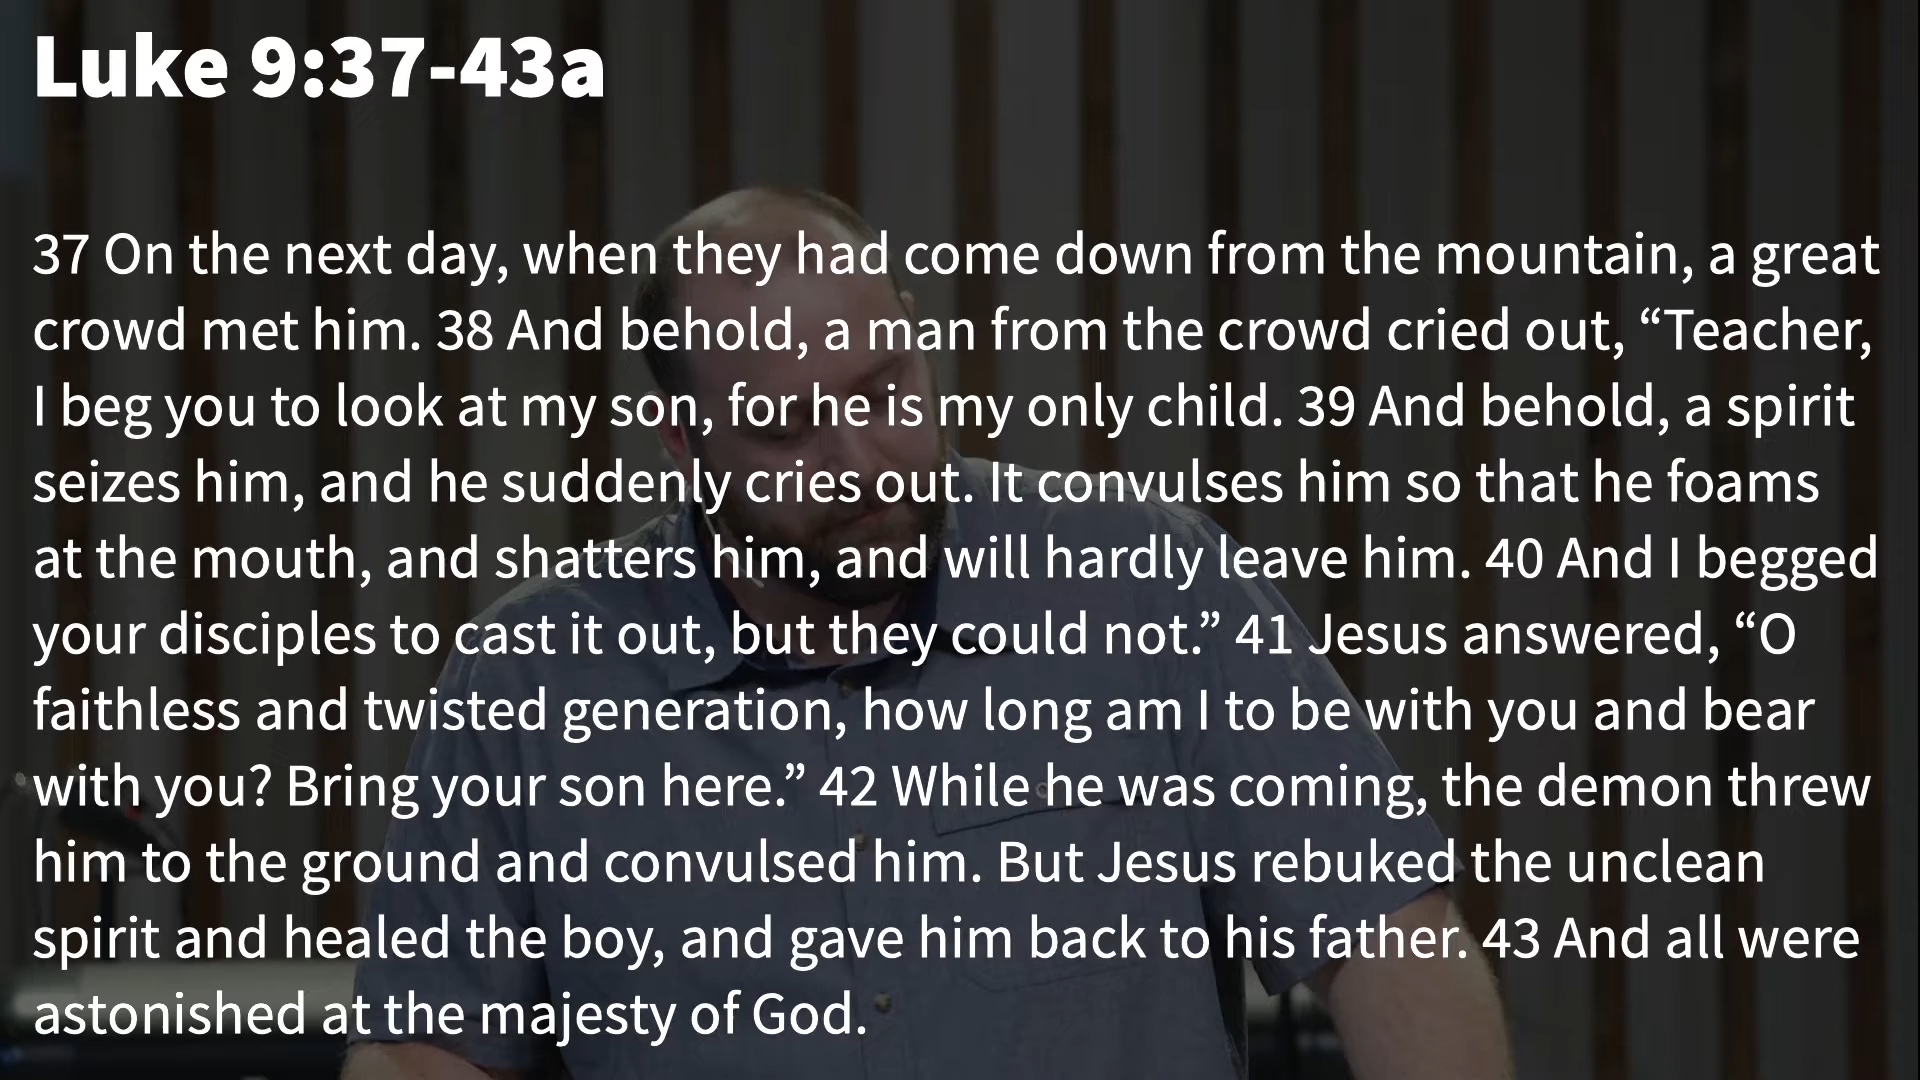 Luke 9:37-43a
37 On the next day, when they had come down from the mountain, a great
crowd met him. 38 And behold, a man from the crowd cried out, “Teacher,
I beg you to look at my son, for he is my only child. 39 And behold, a spirit
seizes him, and he suddenly cries out. It convulses him so that he foams
at the mouth, and shatters him, and will hardly leave him. 40 And I begged
your disciples to cast it out, but they could not.” 41 Jesus answered, “O
faithless and twisted generation, how long am I to be with you and bear
with you? Bring your son here.” 42 While he was coming, the demon threw
him to the ground and convulsed him. But Jesus rebuked the unclean
spirit and healed the boy, and gave him back to his father. 43 And all were
astonished at the majesty of God.